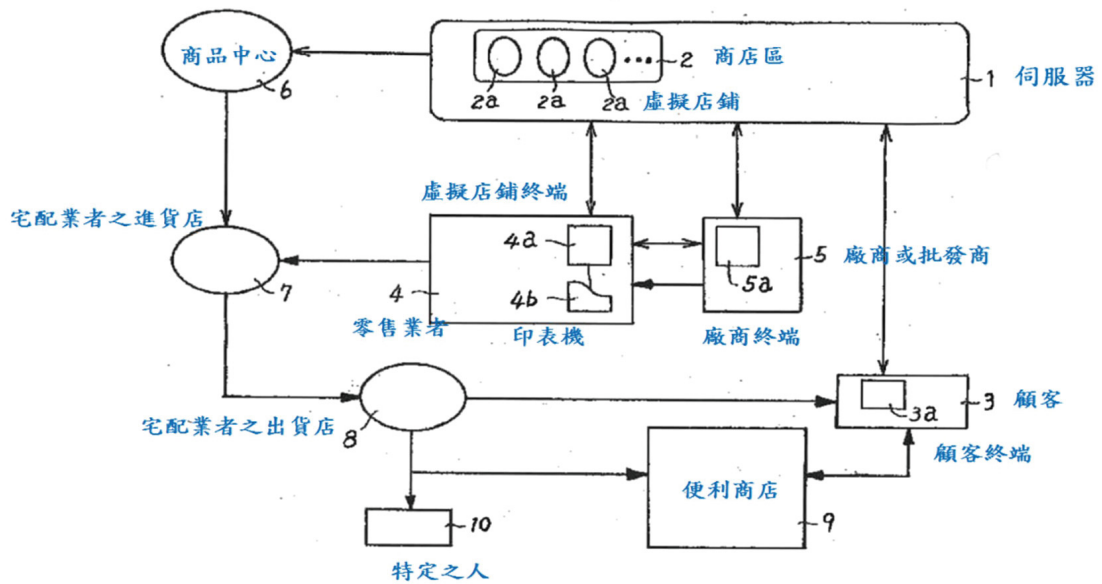 商品中心
6
2a
2a
2a
2
商店區
虛擬店鋪
1
伺服器
虛擬店鋪終端
宅配業者之進貨店
7
4a
4b
4
零售業者
印表機
5a
5
廠商或批發商
廠商終端
宅配業者之出貨店
8
3a
3
顧客
顧客終端
便利商店
9
10
特定之人